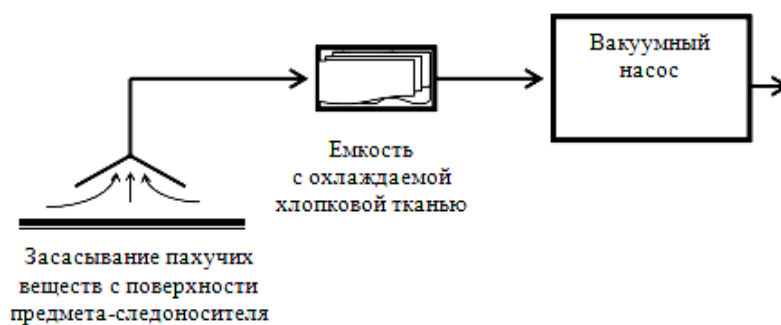 Вакуумный
насос
Емкость
с охлаждаемой
хлопковой тканью
Засасывание пахучих
веществ с поверхности
предмета-следоносителя